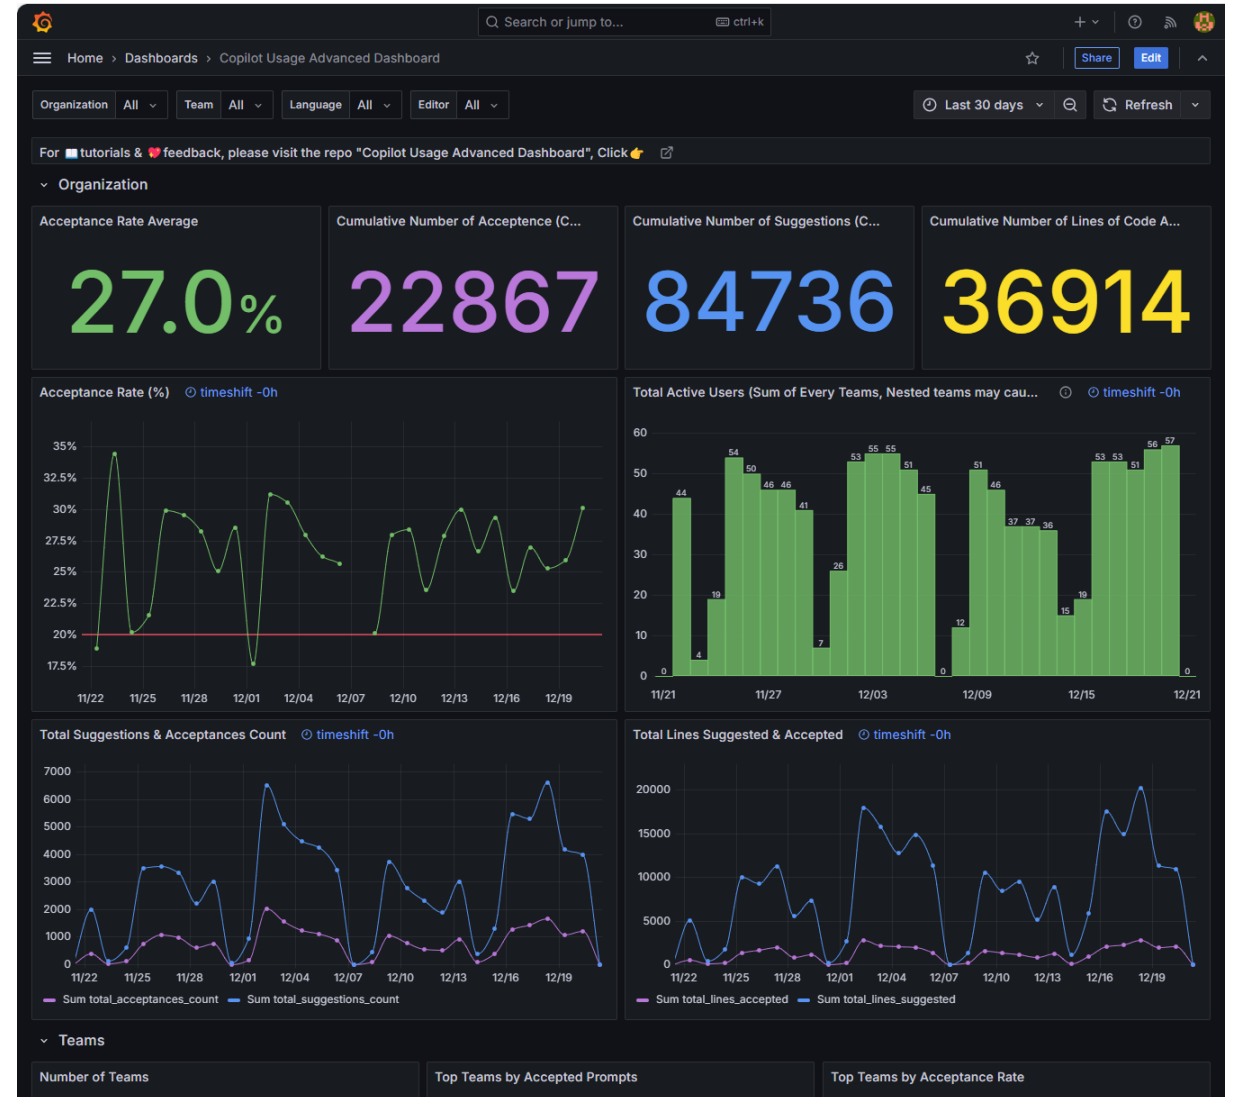 Search or jump to... ctrl+k
Home › Dashboards › Copilot Usage Advanced Dashboard
Share Edit
Organization All Team All Language All Editor All
Last 30 days Refresh
For 📖tutorials & 💖feedback, please visit the repo "Copilot Usage Advanced Dashboard", Click👉
Organization
Acceptance Rate Average
27.0%
Cumulative Number of Acceptence (C...
22867
Cumulative Number of Suggestions (C...
84736
Cumulative Number of Lines of Code A...
36914
Acceptance Rate (%) timeshift -0h
35%
32.5%
30%
27.5%
25%
22.5%
20%
17.5%
11/22 11/25 11/28 12/01 12/04 12/07 12/10 12/13 12/16 12/19
Total Active Users (Sum of Every Teams, Nested teams may cau... timeshift -0h
60
50
40
30
20
10
0
0 44 4 19 54 50 46 46 41 7 26 53 55 55 51 45 0 12 51 46 37 37 36 15 19 53 53 51 56 57 0
11/21 11/27 12/03 12/09 12/15 12/21
Total Suggestions & Acceptances Count timeshift -0h
7000
6000
5000
4000
3000
2000
1000
0
11/22 11/25 11/28 12/01 12/04 12/07 12/10 12/13 12/16 12/19
Sum total_acceptances_count Sum total_suggestions_count
Total Lines Suggested & Accepted timeshift -0h
20000
15000
10000
5000
0
11/22 11/25 11/28 12/01 12/04 12/07 12/10 12/13 12/16 12/19
Sum total_lines_accepted Sum total_lines_suggested
Teams
Number of Teams
Top Teams by Accepted Prompts
Top Teams by Acceptance Rate